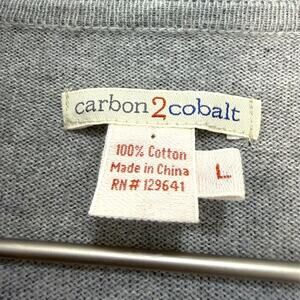 carbon2cobalt
100% Cotton
Made in China
RN# 129641
L